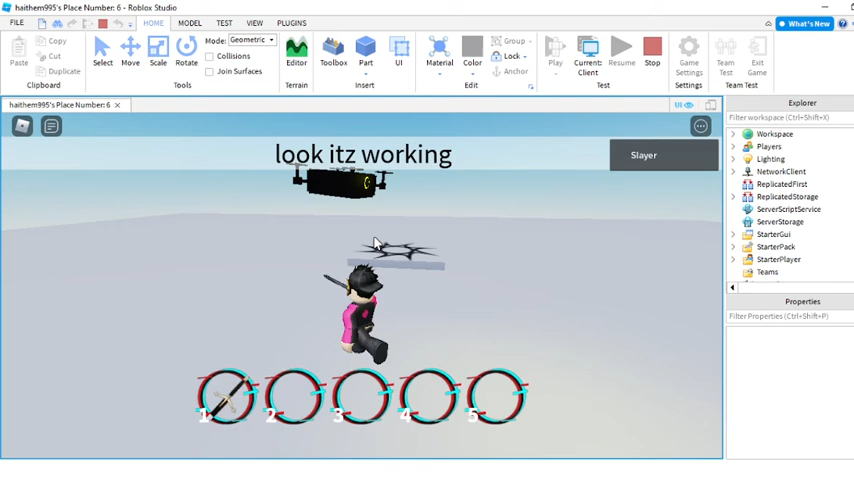 haithem995's Place Number: 6 - Roblox Studio
FILE
HOME MODEL TEST VIEW PLUGINS
What's New
Paste
Copy
Cut
Duplicate
Clipboard
Select Move Scale Rotate
Mode: Geometric
Collisions
Join Surfaces
Tools
Editor
Terrain
Toolbox Part UI
Insert
Material Color
Group
Lock
Anchor
Edit
Play
Current:
Client
Resume Stop
Test
Game
Settings
Settings
Team
Test
Exit
Game
Team Test
haithem995's Place Number: 6 ×
UI
Explorer
Filter workspace (Ctrl+Shift+X)
Workspace
Players
Lighting
NetworkClient
ReplicatedFirst
ReplicatedStorage
ServerScriptService
ServerStorage
StarterGui
StarterPack
StarterPlayer
Teams
Properties
Filter Properties (Ctrl+Shift+P)
look itz working
Slayer
1 2 3 4 5